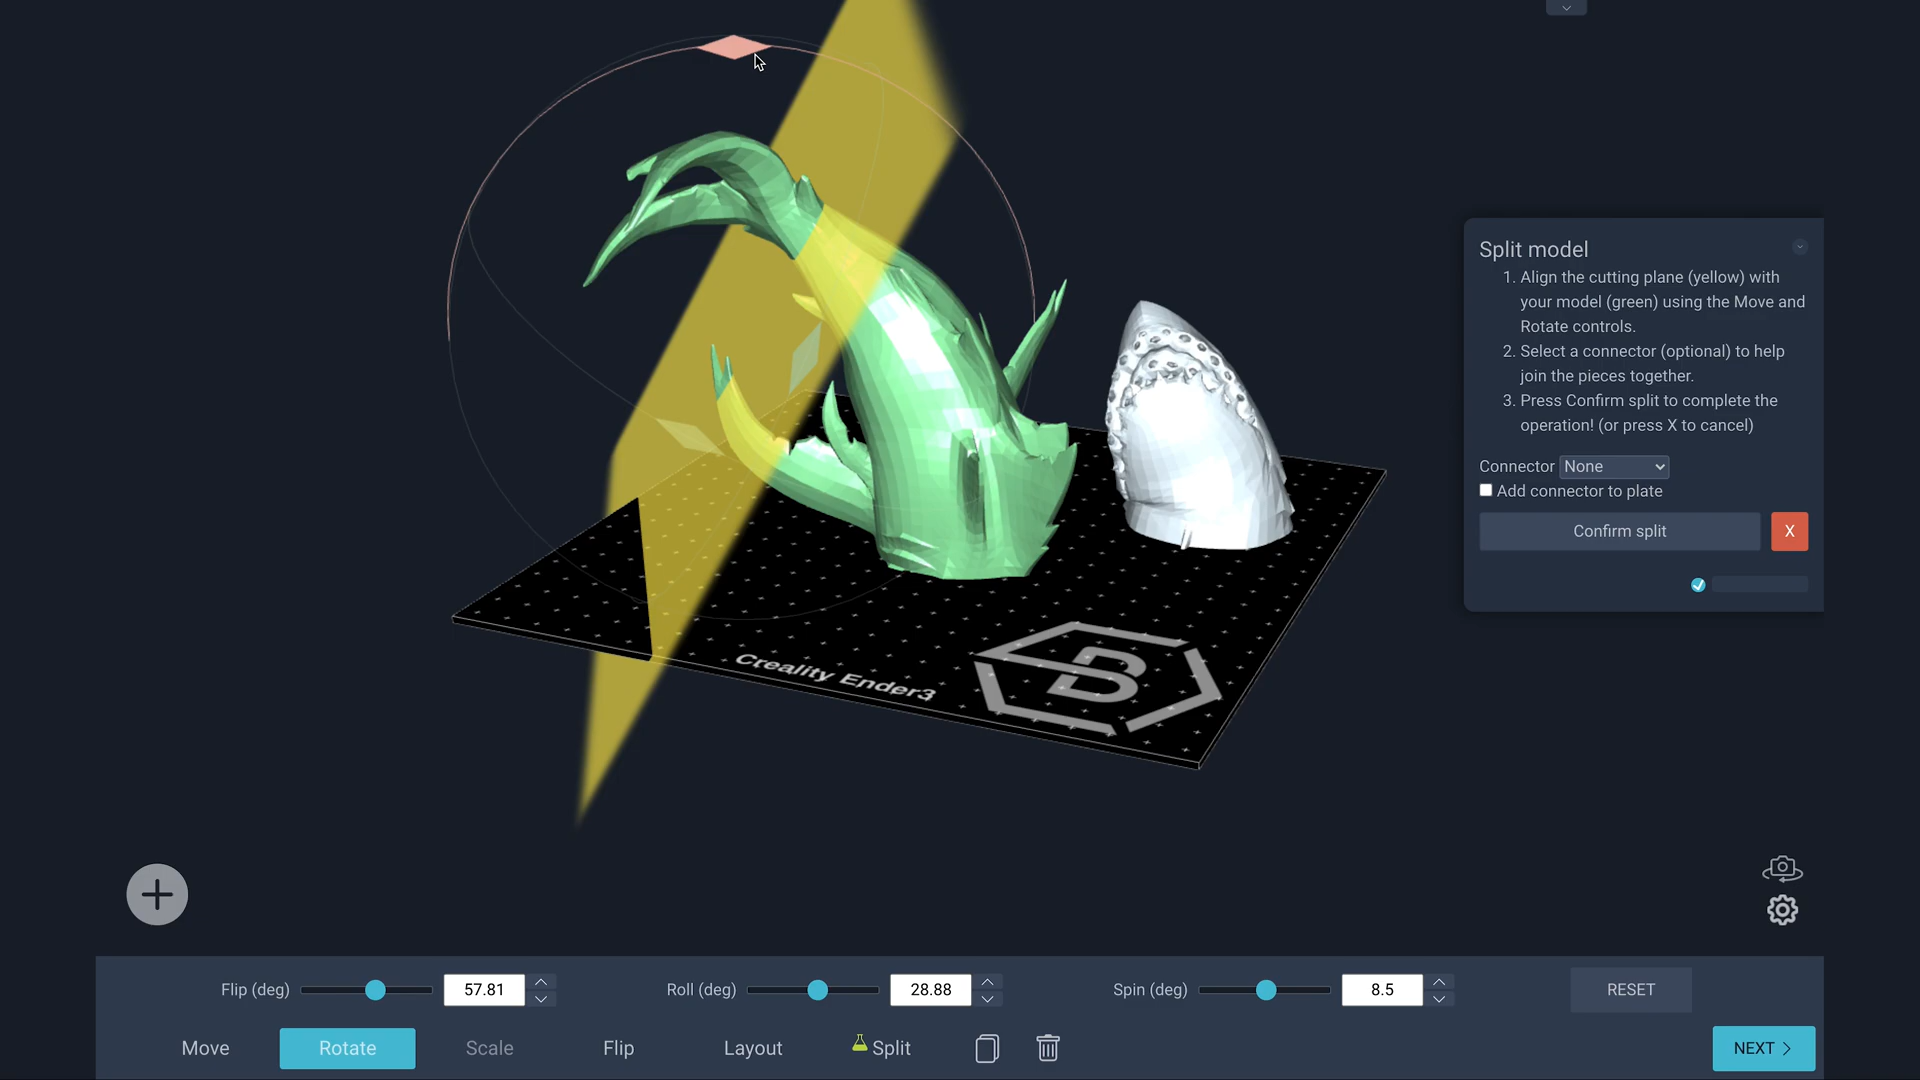 Split model
1. Align the cutting plane (yellow) with
your model (green) using the Move and
Rotate controls.
2. Select a connector (optional) to help
join the pieces together.
3. Press Confirm split to complete the
operation! (or press X to cancel)
Connector None
Add connector to plate
Confirm split X
Creality Ender3
B
Flip (deg) 57.81 Roll (deg) 28.88 Spin (deg) 8.5 RESET
Move Rotate Scale Flip Layout Split NEXT